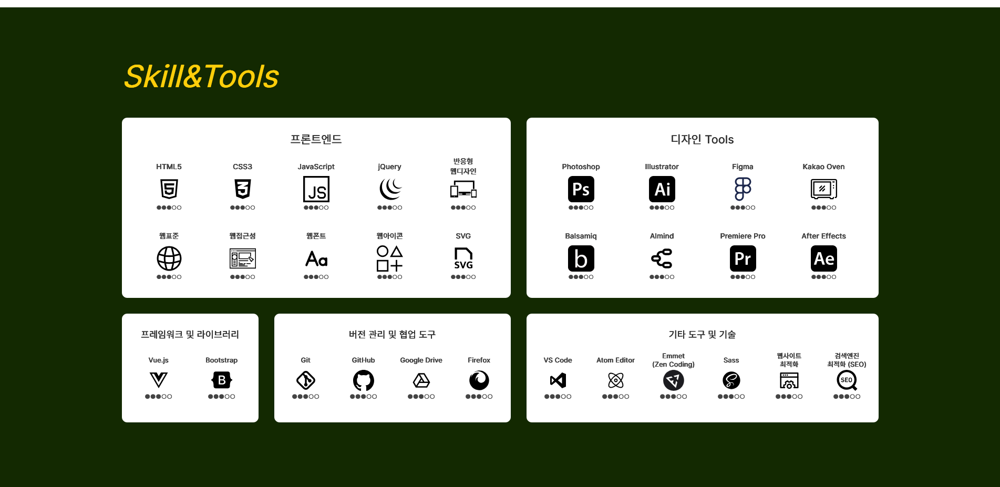 Skill&Tools
프론트엔드
HTML5
CSS3
JavaScript
jQuery
반응형
웹디자인
JS
웹표준
웹접근성
웹폰트
웹아이콘
SVG
Aa
SVG
디자인 Tools
Photoshop
Illustrator
Figma
Kakao Oven
Ps
Ai
Balsamiq
Almind
Premiere Pro
After Effects
b
Pr
Ae
프레임워크 및 라이브러리
Vue.js
Bootstrap
B
버전 관리 및 협업 도구
Git
GitHub
Google Drive
Firefox
기타 도구 및 기술
VS Code
Atom Editor
Emmet
(Zen Coding)
Sass
웹사이트
최적화
검색엔진
최적화 (SEO)
SEO